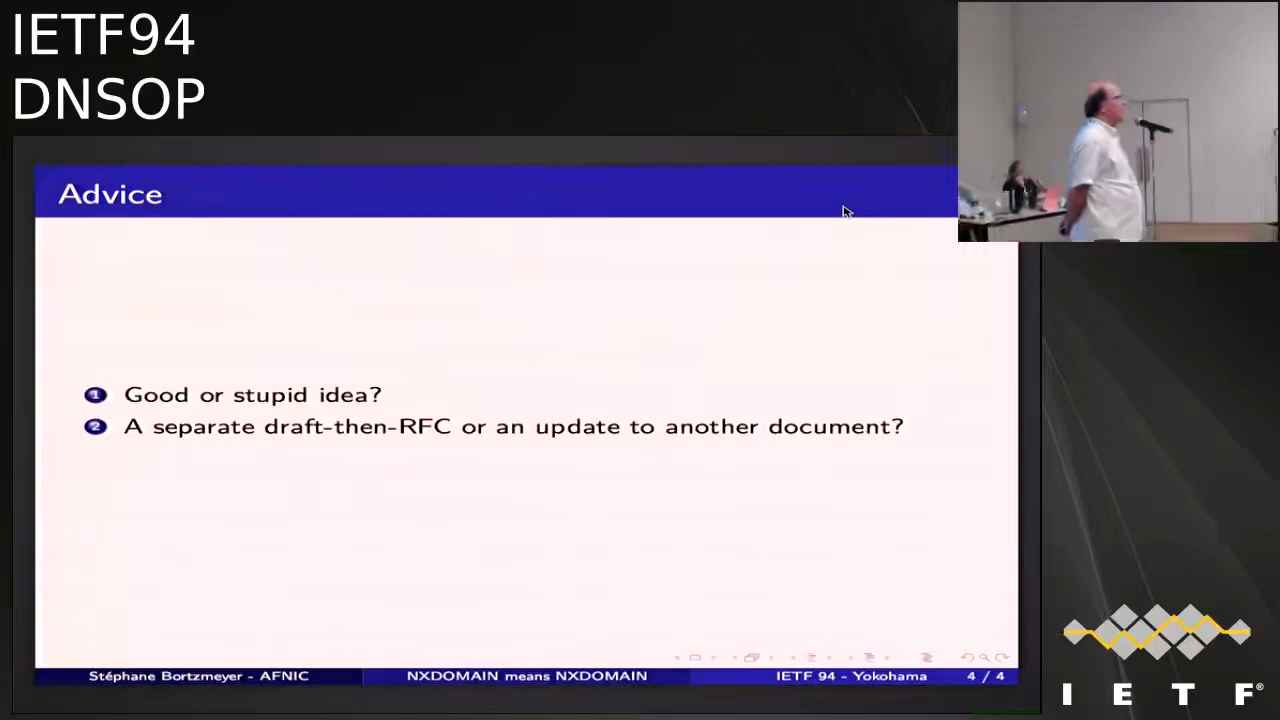 IETF94
DNSOP
Advice
1 Good or stupid idea?
2 A separate draft-then-RFC or an update to another document?
Stéphane Bortzmeyer - AFNIC NXDOMAIN means NXDOMAIN IETF 94 - Yokohama 4 / 4
I E T F®